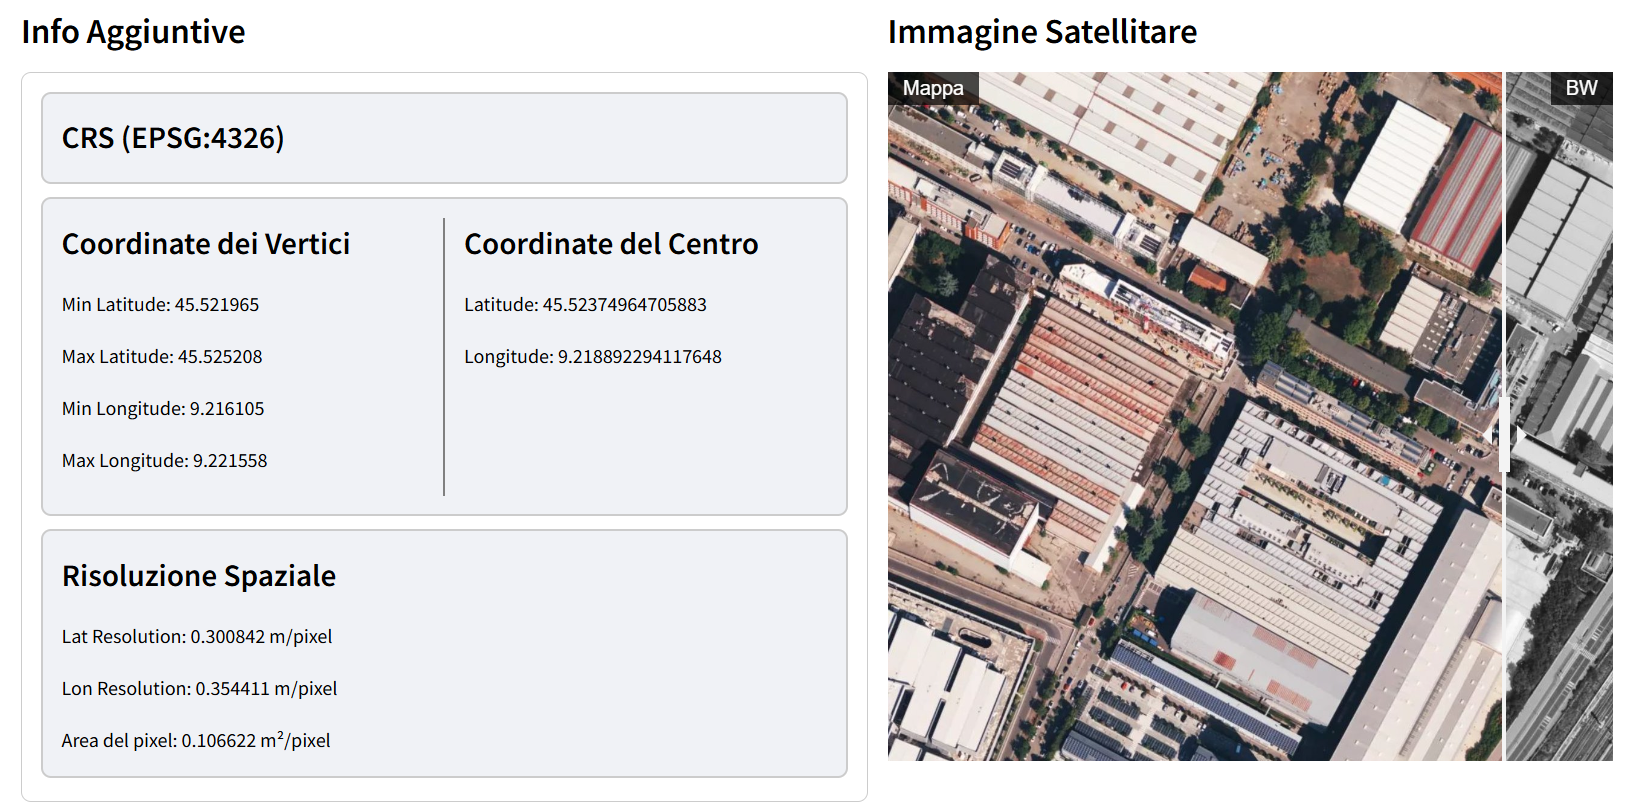 Info Aggiuntive
CRS (EPSG:4326)
Coordinate dei Vertici
Min Latitude: 45.521965
Max Latitude: 45.525208
Min Longitude: 9.216105
Max Longitude: 9.221558
Coordinate del Centro
Latitude: 45.52374964705883
Longitude: 9.218892294117648
Risoluzione Spaziale
Lat Resolution: 0.300842 m/pixel
Lon Resolution: 0.354411 m/pixel
Area del pixel: 0.106622 m²/pixel
Immagine Satellitare
Mappa
BW